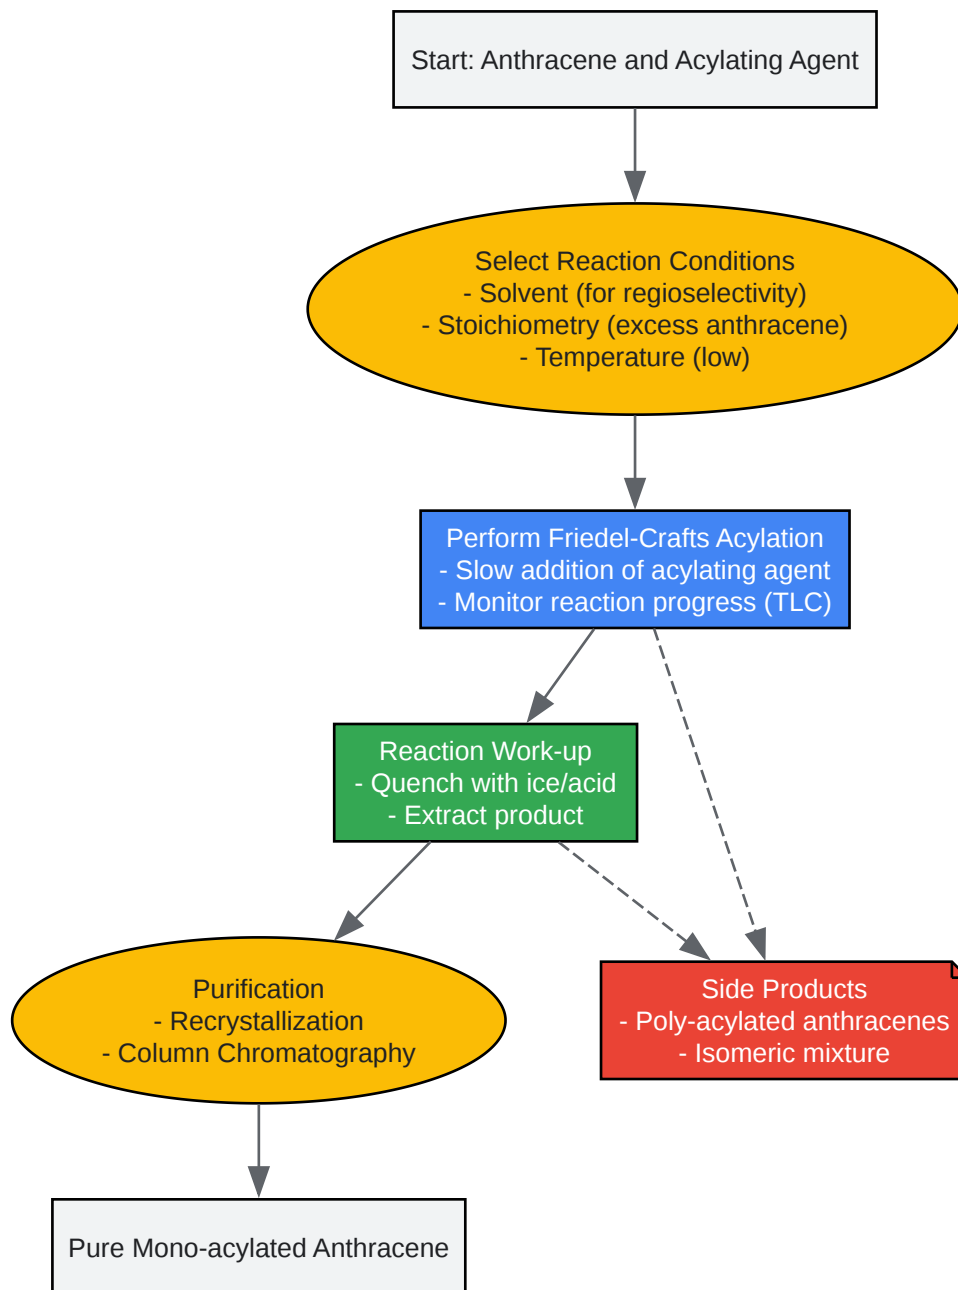 Start: Anthracene and Acylating Agent
Select Reaction Conditions
- Solvent (for regioselectivity)
- Stoichiometry (excess anthracene)
- Temperature (low)
Perform Friedel-Crafts Acylation
- Slow addition of acylating agent
- Monitor reaction progress (TLC)
Reaction Work-up
- Quench with ice/acid
- Extract product
Purification
- Recrystallization
- Column Chromatography
Side Products
- Poly-acylated anthracenes
- Isomeric mixture
Pure Mono-acylated Anthracene